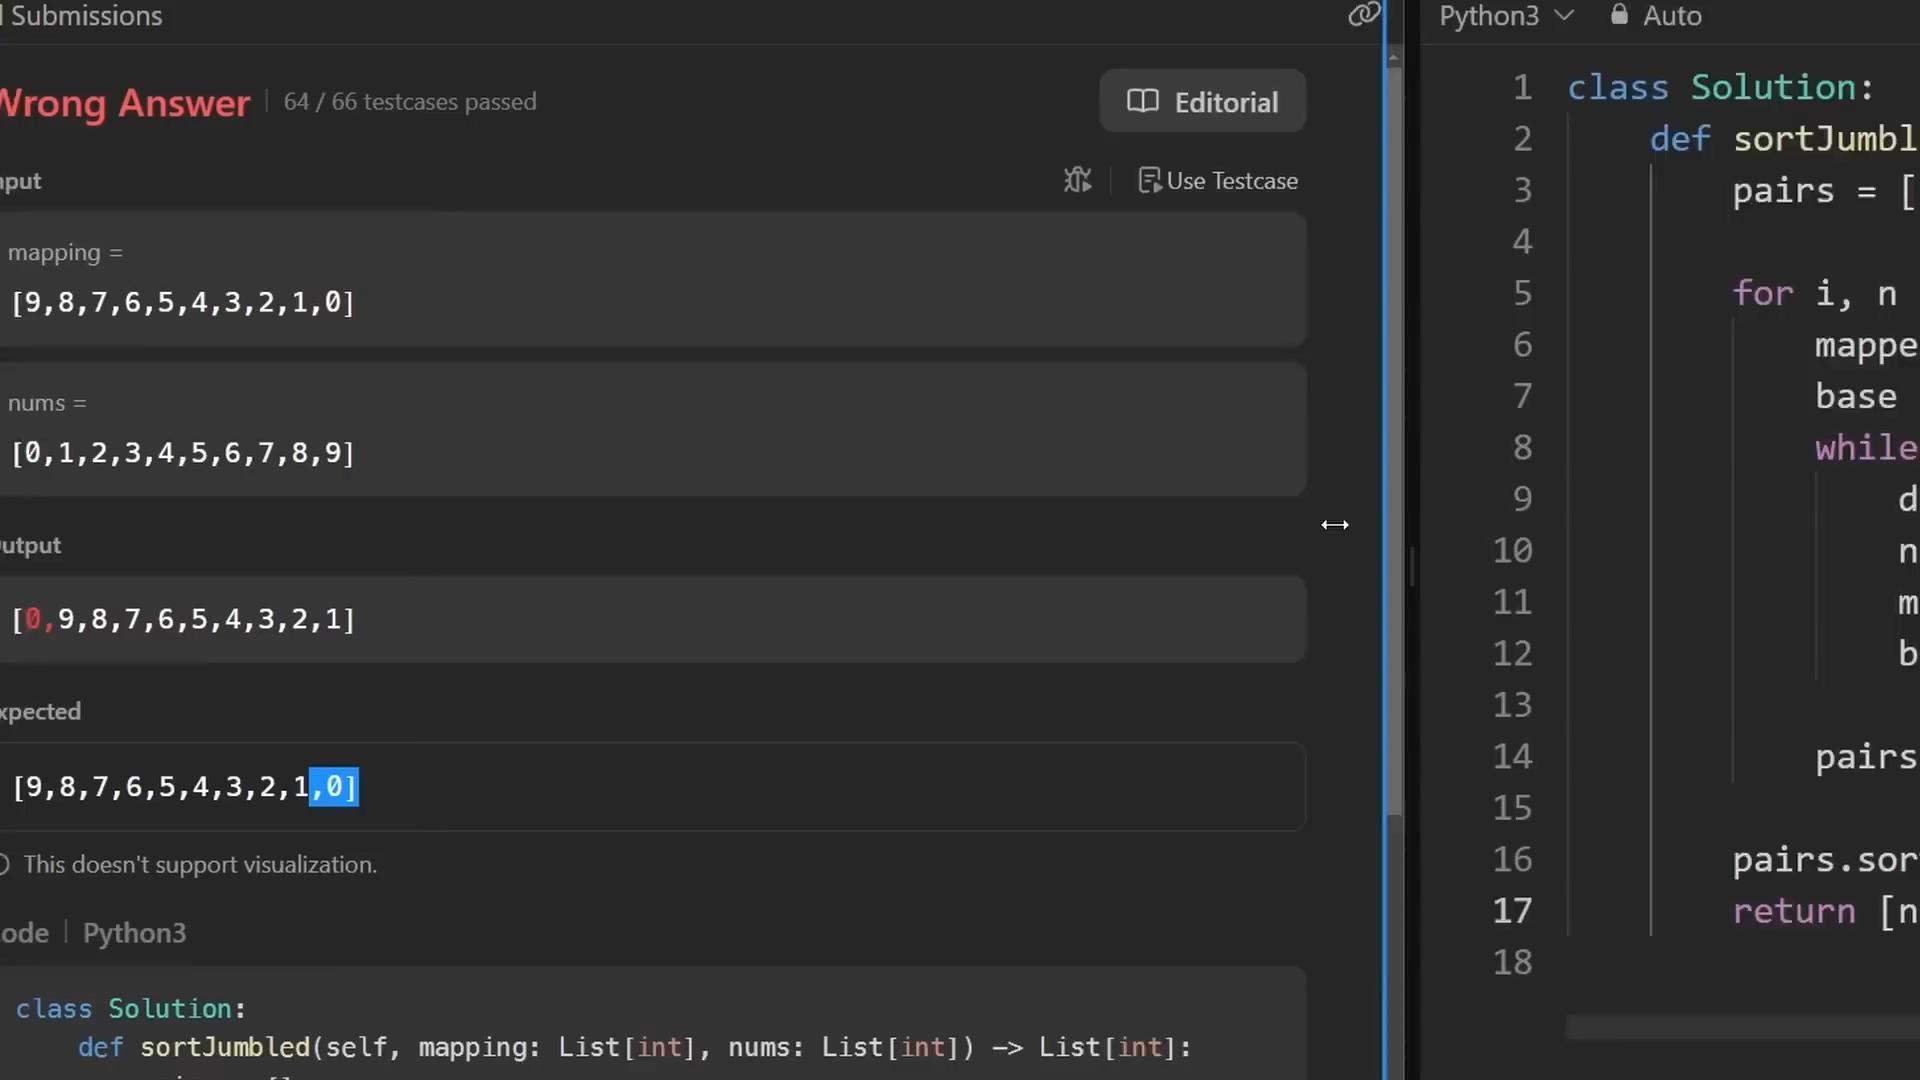 Submissions
Wrong Answer 64 / 66 testcases passed
Editorial
nput
Use Testcase
mapping =
[9,8,7,6,5,4,3,2,1,0]
nums =
[0,1,2,3,4,5,6,7,8,9]
utput
[0,9,8,7,6,5,4,3,2,1]
xpected
[9,8,7,6,5,4,3,2,1,0]
This doesn't support visualization.
ode | Python3
class Solution:
def sortJumbled(self, mapping: List[int], nums: List[int]) -> List[int]:
Python3 Auto
1 class Solution:
2 def sortJumbl
3 pairs = [
4
5 for i, n
6 mappe
7 base
8 while
9 d
10 n
11 m
12 b
13
14 pairs
15
16 pairs.sor
17 return [n
18